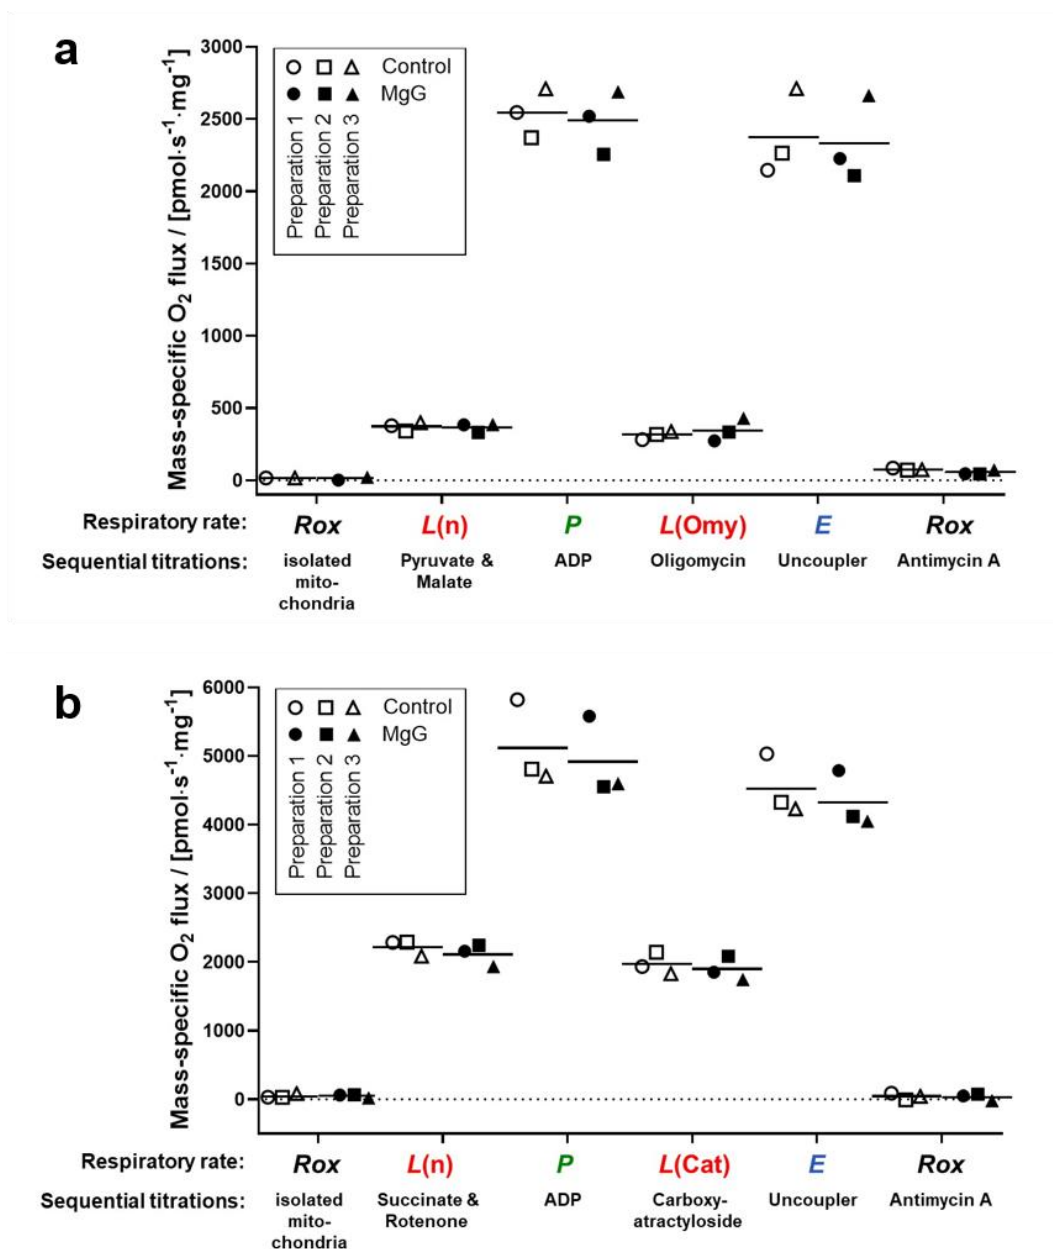 a
Mass-specific O₂ flux / [pmol·s⁻¹·mg⁻¹]
3000
2500
2000
1500
1000
500
0
Control
MgG
Preparation 1
Preparation 2
Preparation 3
Respiratory rate: Rox L(n) P L(Omy) E Rox
Sequential titrations: isolated mito-chondria Pyruvate & Malate ADP Oligomycin Uncoupler Antimycin A
b
Mass-specific O₂ flux / [pmol·s⁻¹·mg⁻¹]
6000
5000
4000
3000
2000
1000
0
Control
MgG
Preparation 1
Preparation 2
Preparation 3
Respiratory rate: Rox L(n) P L(Cat) E Rox
Sequential titrations: isolated mito-chondria Succinate & Rotenone ADP Carboxy-atractyloside Uncoupler Antimycin A